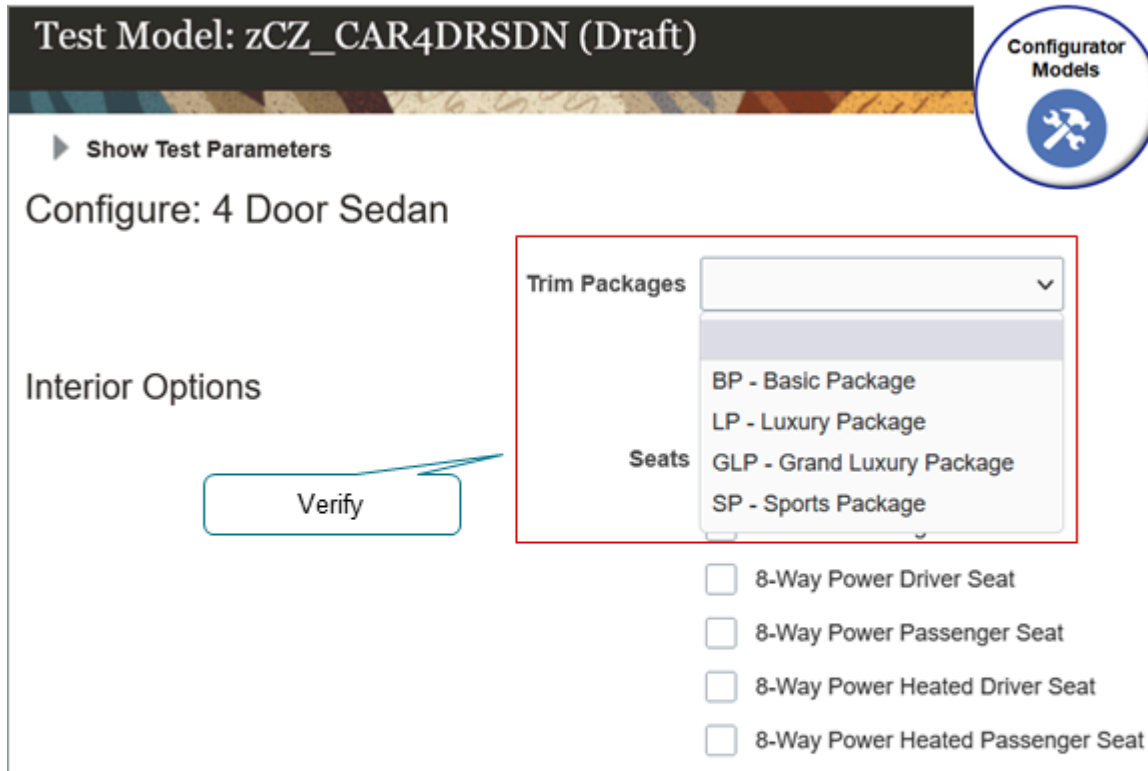 Test Model: zCZ_CAR4DRSDN (Draft)
Configurator
Models
Show Test Parameters
Configure: 4 Door Sedan
Trim Packages
Interior Options
BP - Basic Package
LP - Luxury Package
Seats
GLP - Grand Luxury Package
SP - Sports Package
Verify
8-Way Power Driver Seat
8-Way Power Passenger Seat
8-Way Power Heated Driver Seat
8-Way Power Heated Passenger Seat